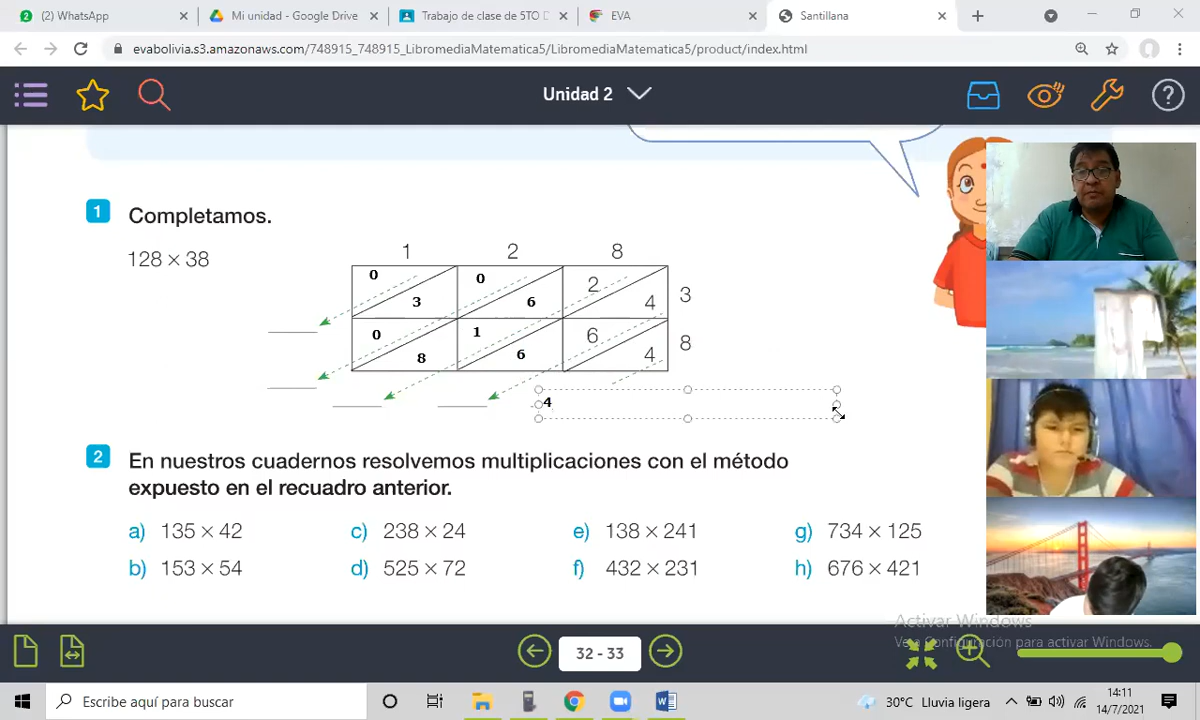 (2) WhatsApp
Mi unidad - Google Drive
Trabajo de clase de 5TO D
EVA
Santillana
evabolivia.s3.amazonaws.com/748915_748915_LibromediaMatematica5/LibromediaMatematica5/product/index.html
Unidad 2
1 Completamos.
128 × 38
1 2 8
0 3 0 6 2 4 3
0 8 1 6 6 4 8
4
2 En nuestros cuadernos resolvemos multiplicaciones con el método
expuesto en el recuadro anterior.
a) 135 × 42 c) 238 × 24 e) 138 × 241 g) 734 × 125
b) 153 × 54 d) 525 × 72 f) 432 × 231 h) 676 × 421
Activar Windows
Ve a Configuración para activar Windows.
32 - 33
Escribe aquí para buscar
30°C Lluvia ligera
14:11
14/7/2021